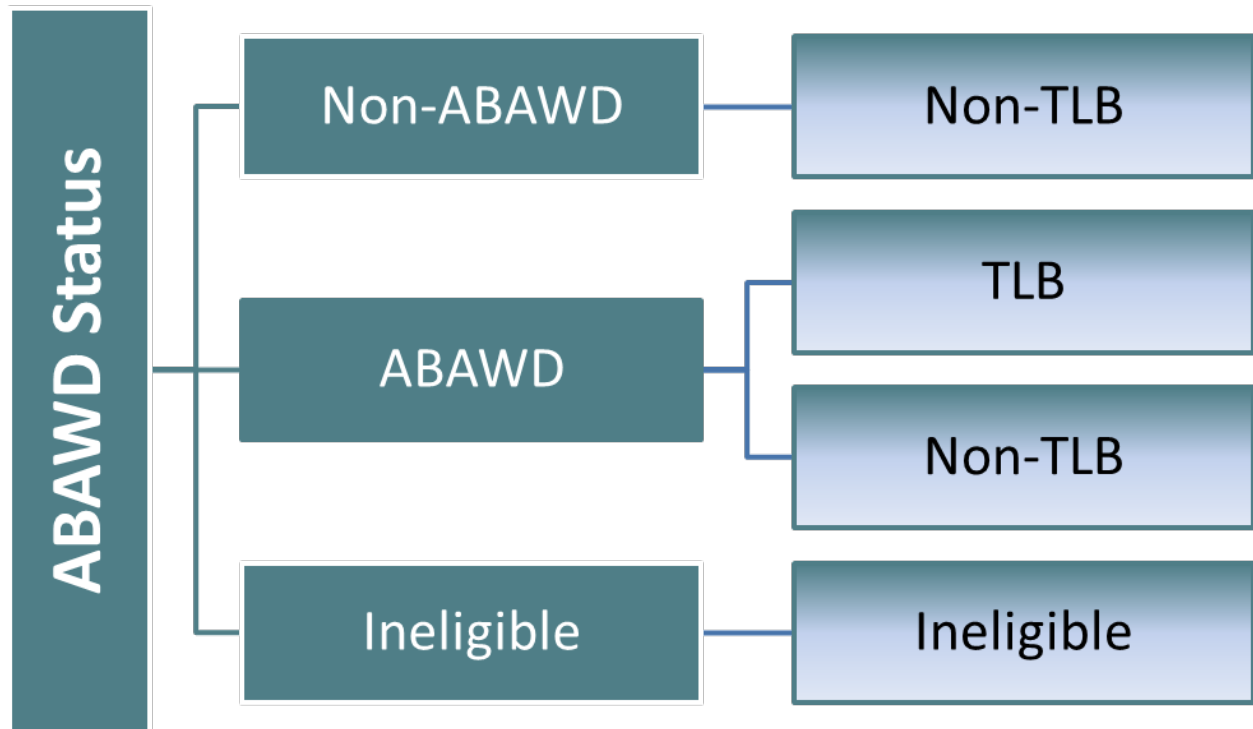 ABAWD Status
Non-ABAWD
Non-TLB
ABAWD
TLB
Non-TLB
Ineligible
Ineligible